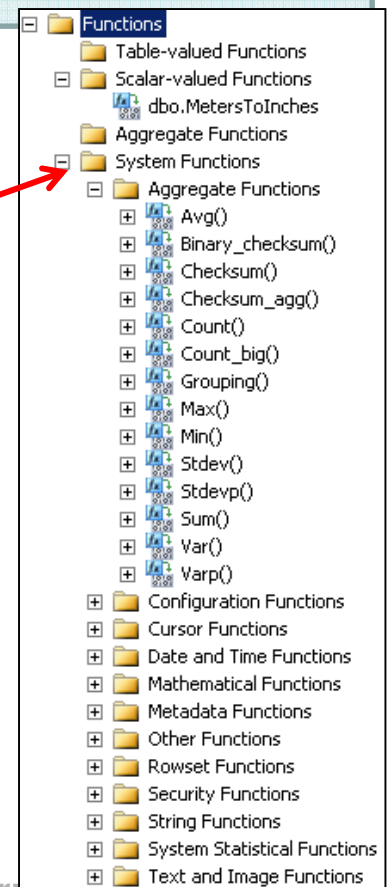 Functions
Table-valued Functions
Scalar-valued Functions
dbo.MetersToInches
Aggregate Functions
System Functions
Aggregate Functions
Avg()
Binary_checksum()
Checksum()
Checksum_agg()
Count()
Count_big()
Grouping()
Max()
Min()
Stdev()
Stdevp()
Sum()
Var()
Varp()
Configuration Functions
Cursor Functions
Date and Time Functions
Mathematical Functions
Metadata Functions
Other Functions
Rowset Functions
Security Functions
String Functions
System Statistical Functions
Text and Image Functions